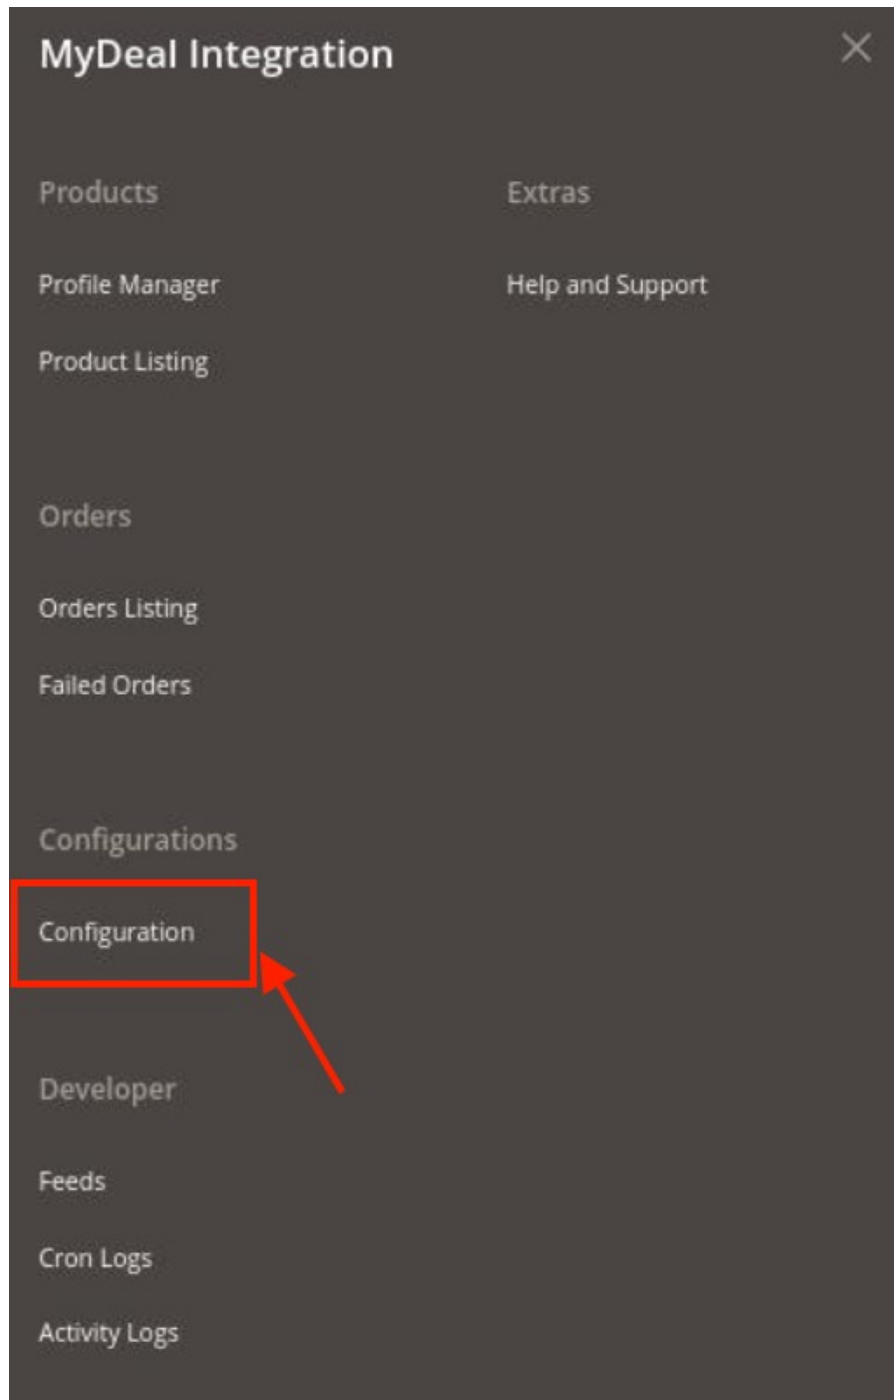 MyDeal Integration
Products
Profile Manager
Product Listing
Orders
Orders Listing
Failed Orders
Configurations
Configuration
Developer
Feeds
Cron Logs
Activity Logs
Extras
Help and Support